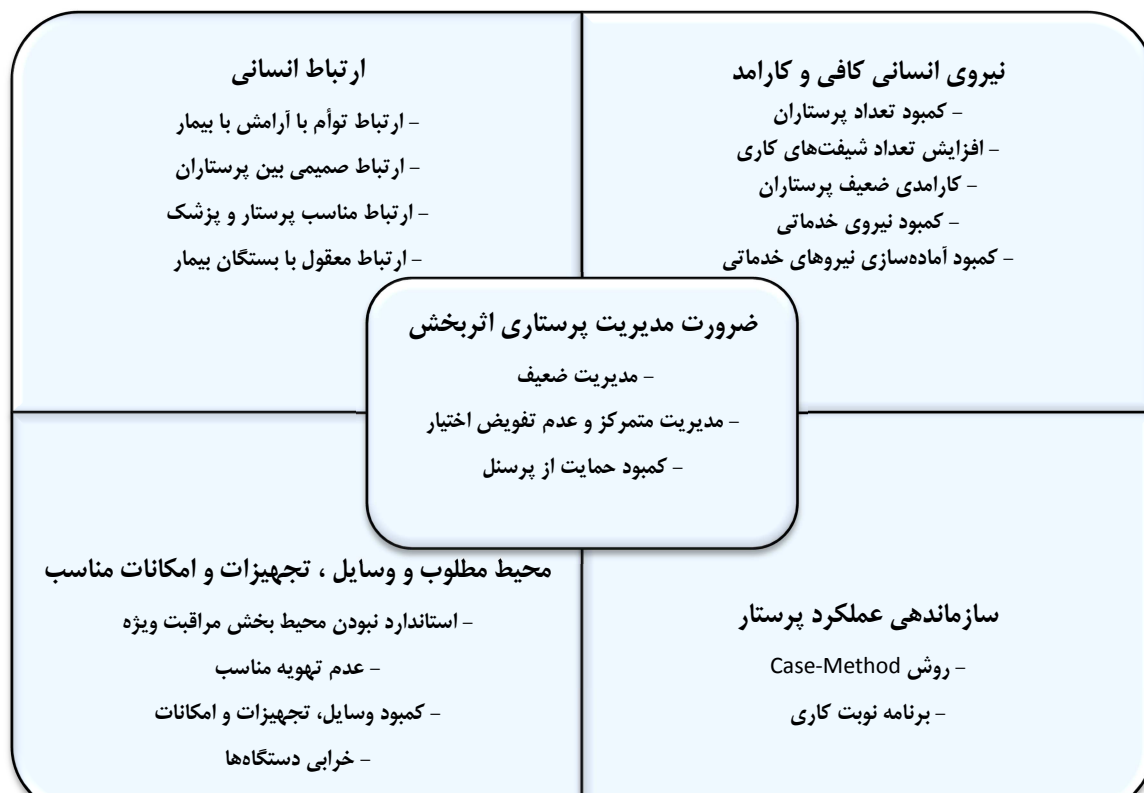 نیروی انسانی کافی و کارامد
- کمبود تعداد پرستاران
- افزایش تعداد شیفت‌های کاری
- کارامدی ضعیف پرستاران
- کمبود نیروی خدماتی
- کمبود آماده‌سازی نیروهای خدماتی
ارتباط انسانی
- ارتباط توأم با آرامش با بیمار
- ارتباط صمیمی بین پرستاران
- ارتباط مناسب پرستار و پزشک
- ارتباط معقول با بستگان بیمار
ضرورت مدیریت پرستاری اثربخش
- مدیریت ضعیف
- مدیریت متمرکز و عدم تفویض اختیار
- کمبود حمایت از پرسنل
سازماندهی عملکرد پرستار
- روش Case-Method
- برنامه نوبت کاری
محیط مطلوب و وسایل ، تجهیزات و امکانات مناسب
- استاندارد نبودن محیط بخش مراقبت ویژه
- عدم تهویه مناسب
- کمبود وسایل، تجهیزات و امکانات
- خرابی دستگاه‌ها